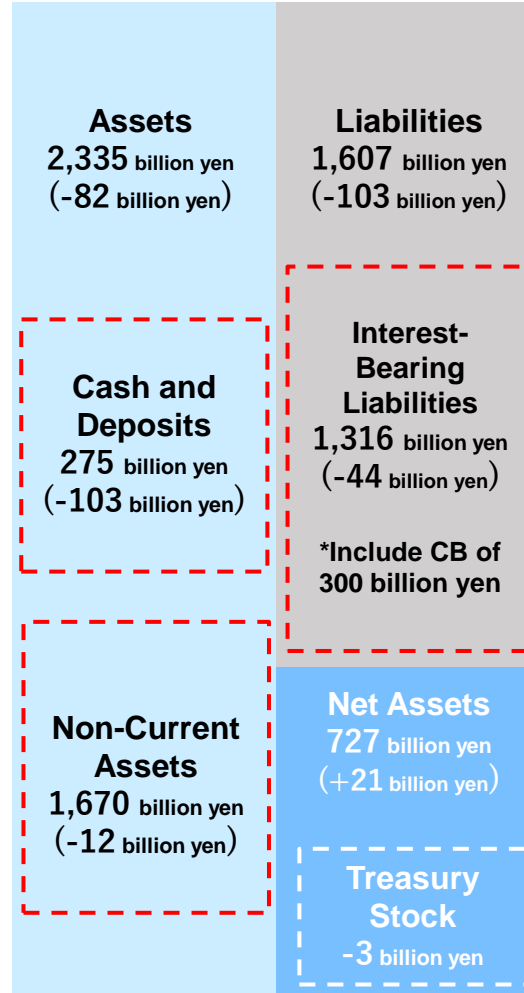 Assets
2,335 billion yen
(-82 billion yen)
Cash and
Deposits
275 billion yen
(-103 billion yen)
Non-Current
Assets
1,670 billion yen
(-12 billion yen)
Liabilities
1,607 billion yen
(-103 billion yen)
Interest-
Bearing
Liabilities
1,316 billion yen
(-44 billion yen)
*Include CB of
300 billion yen
Net Assets
727 billion yen
(+21 billion yen)
Treasury
Stock
-3 billion yen